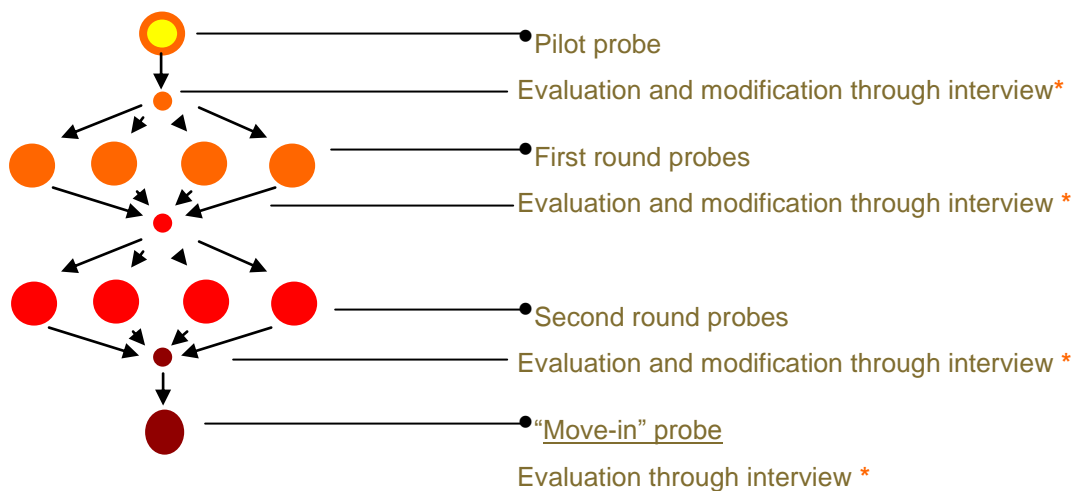 Pilot probe
Evaluation and modification through interview*
First round probes
Evaluation and modification through interview *
Second round probes
Evaluation and modification through interview *
“Move-in” probe
Evaluation through interview *